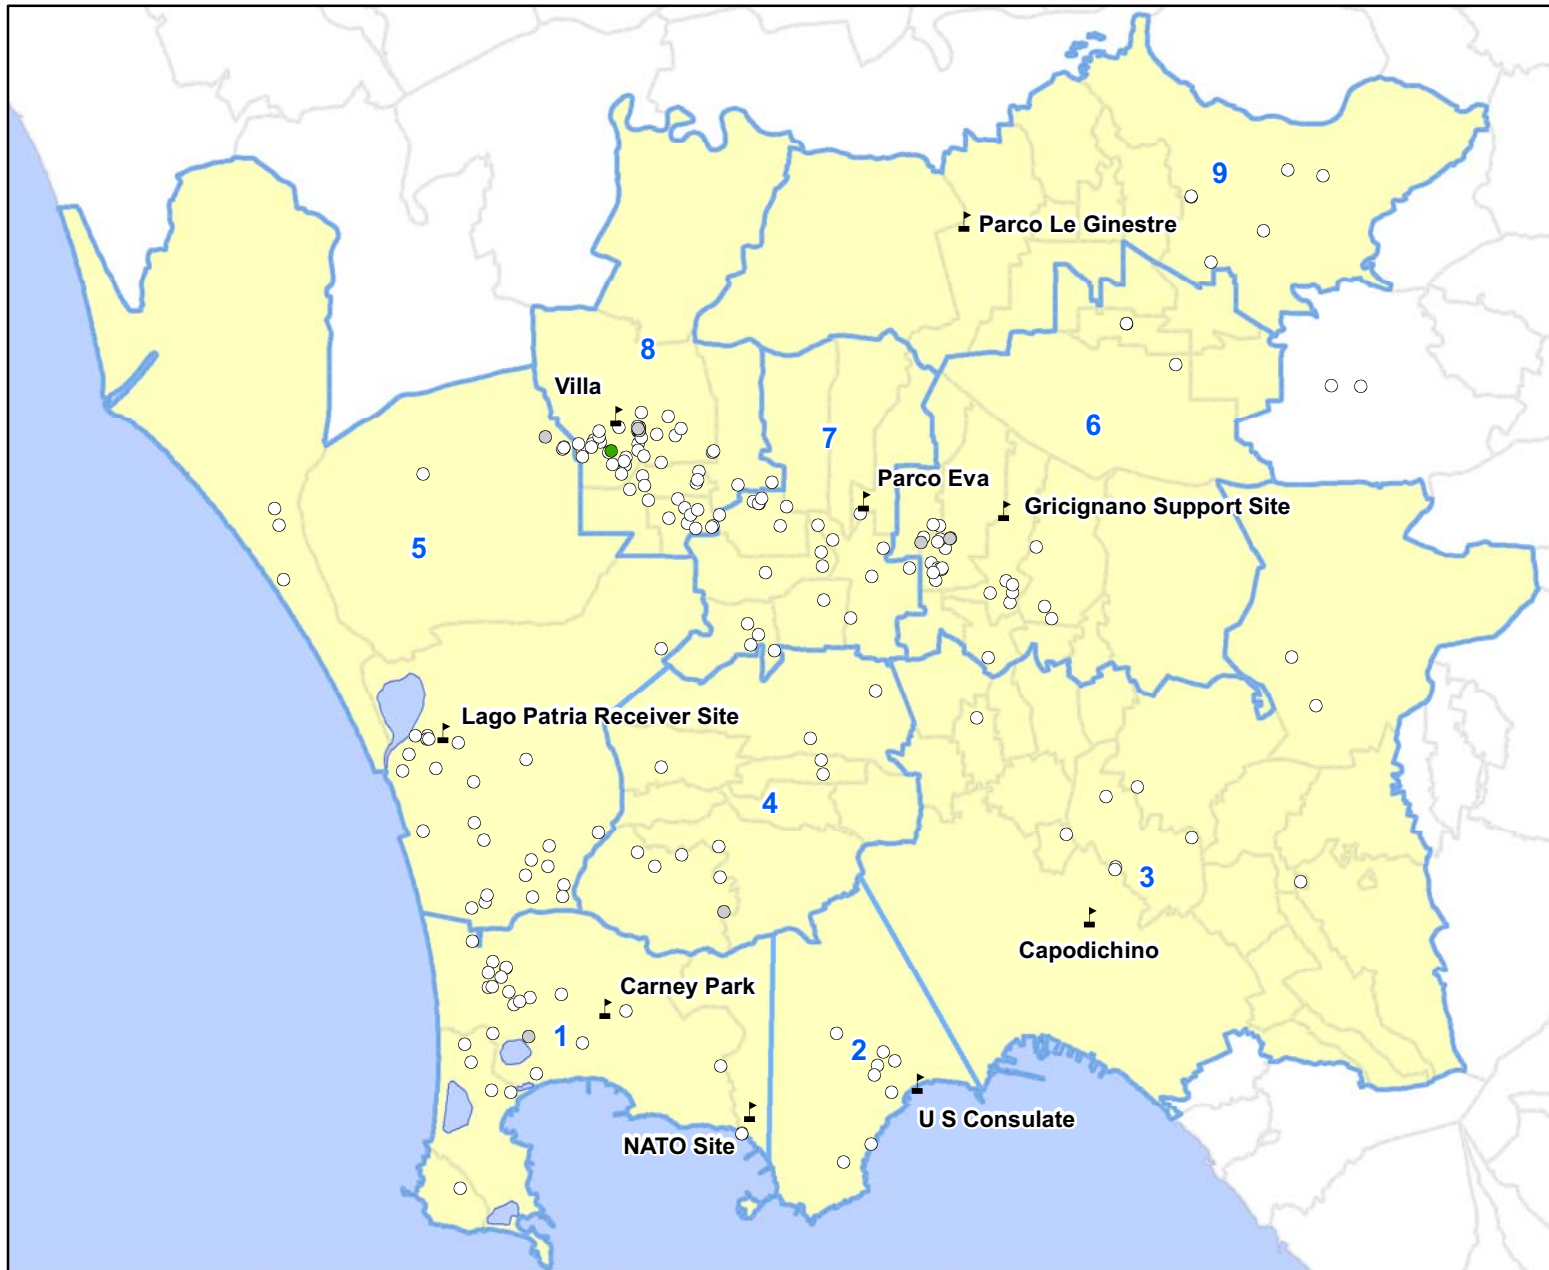 9
Parco Le Ginestre
8
Villa
6
7
Parco Eva
Gricignano Support Site
5
Lago Patria Receiver Site
4
3
Capodichino
Carney Park
1
2
U S Consulate
NATO Site